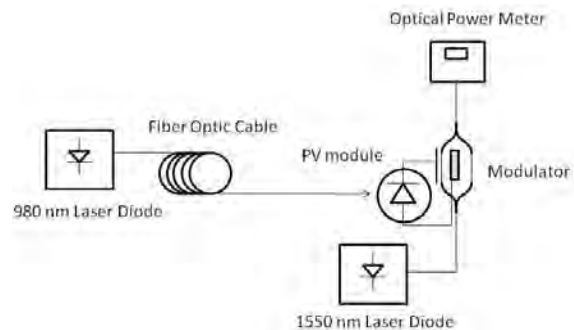 Optical Power Meter
Fiber Optic Cable
PV module
Modulator
980 nm Laser Diode
1550 nm Laser Diode